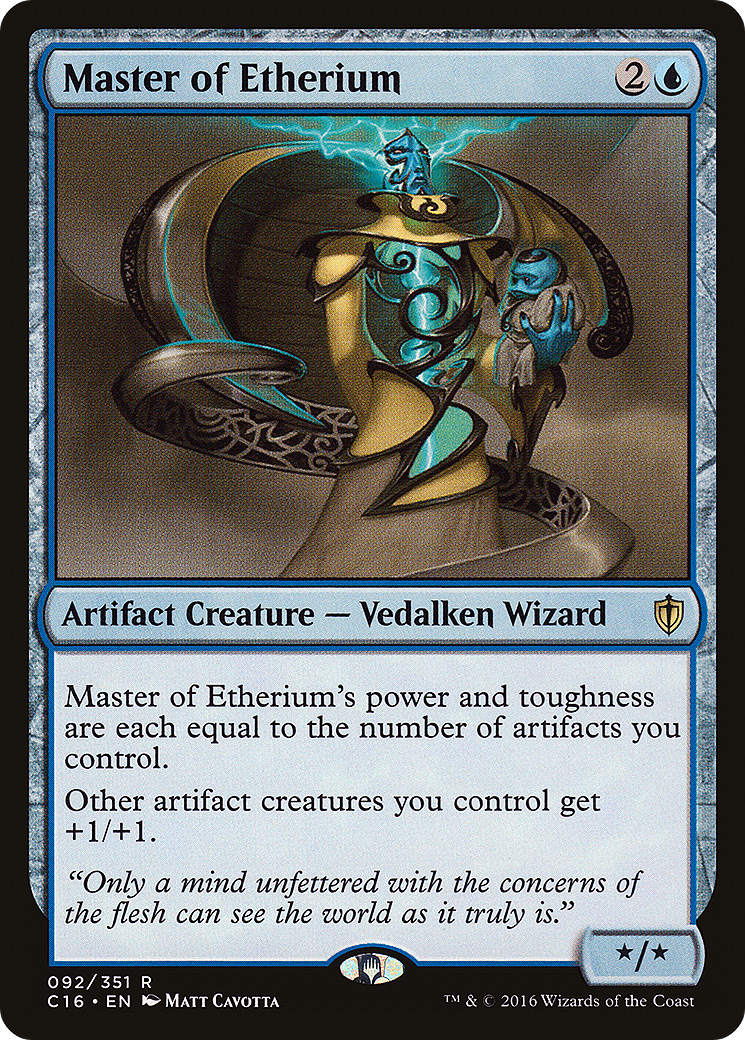 Master of Etherium 2
Artifact Creature — Vedalken Wizard
Master of Etherium's power and toughness
are each equal to the number of artifacts you
control.
Other artifact creatures you control get
+1/+1.
“Only a mind unfettered with the concerns of
the flesh can see the world as it truly is.”
★/★
092/351 R
C16 • EN Matt Cavotta
™ & © 2016 Wizards of the Coast